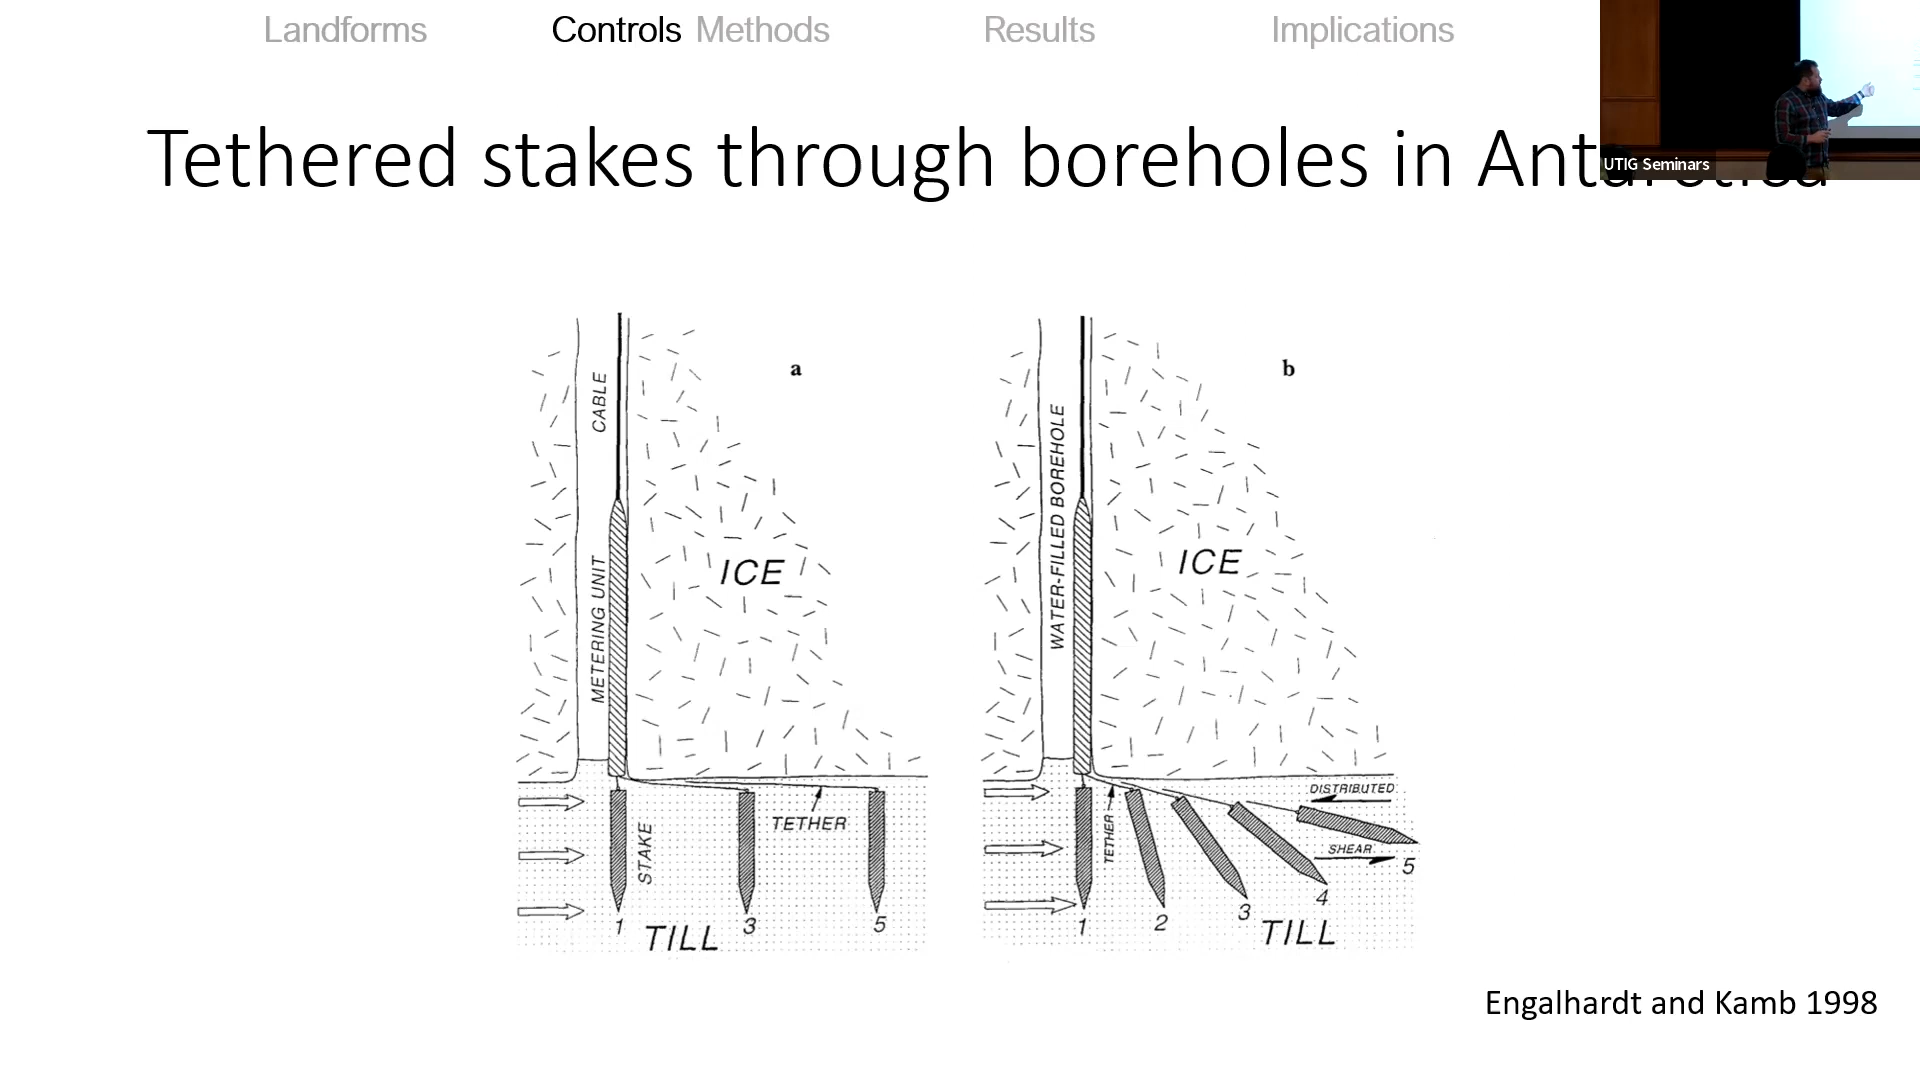 Landforms Controls Methods Results Implications
Tethered stakes through boreholes in Antarctica
UTIG Seminars
a
CABLE
METERING UNIT
ICE
TETHER
STAKE
1 3 5
TILL
b
WATER-FILLED BOREHOLE
ICE
DISTRIBUTED
TETHER
SHEAR
1 2 3 4 5
TILL
Engalhardt and Kamb 1998